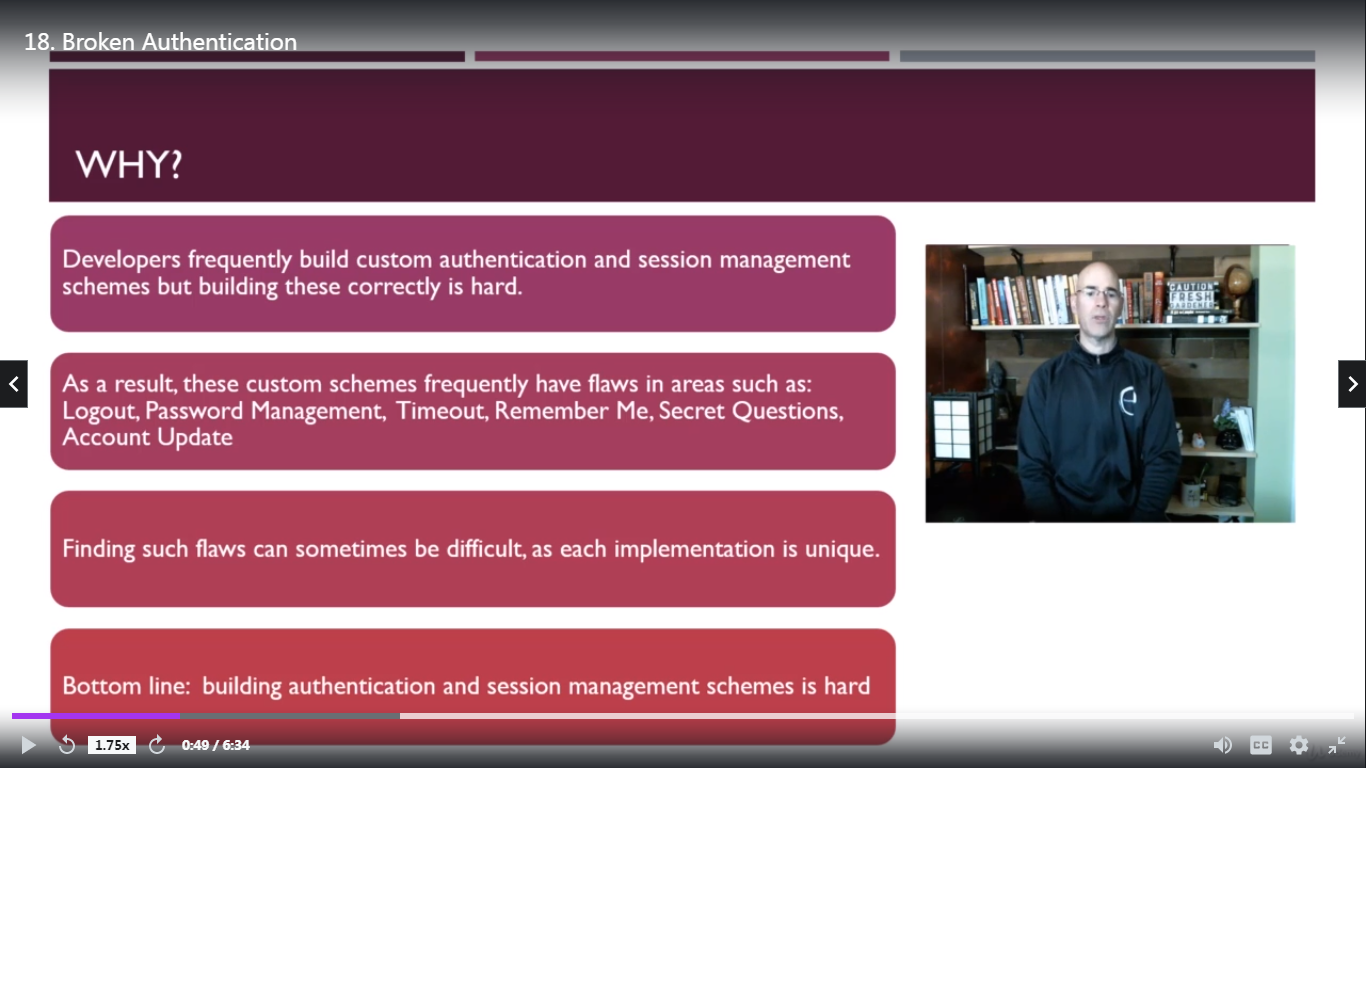 18. Broken Authentication
WHY?
Developers frequently build custom authentication and session management
schemes but building these correctly is hard.
As a result, these custom schemes frequently have flaws in areas such as:
Logout, Password Management, Timeout, Remember Me, Secret Questions,
Account Update
Finding such flaws can sometimes be difficult, as each implementation is unique.
Bottom line: building authentication and session management schemes is hard
CAUTION
FRESH
GARDENER
1.75x
0:49 / 6:34
CC